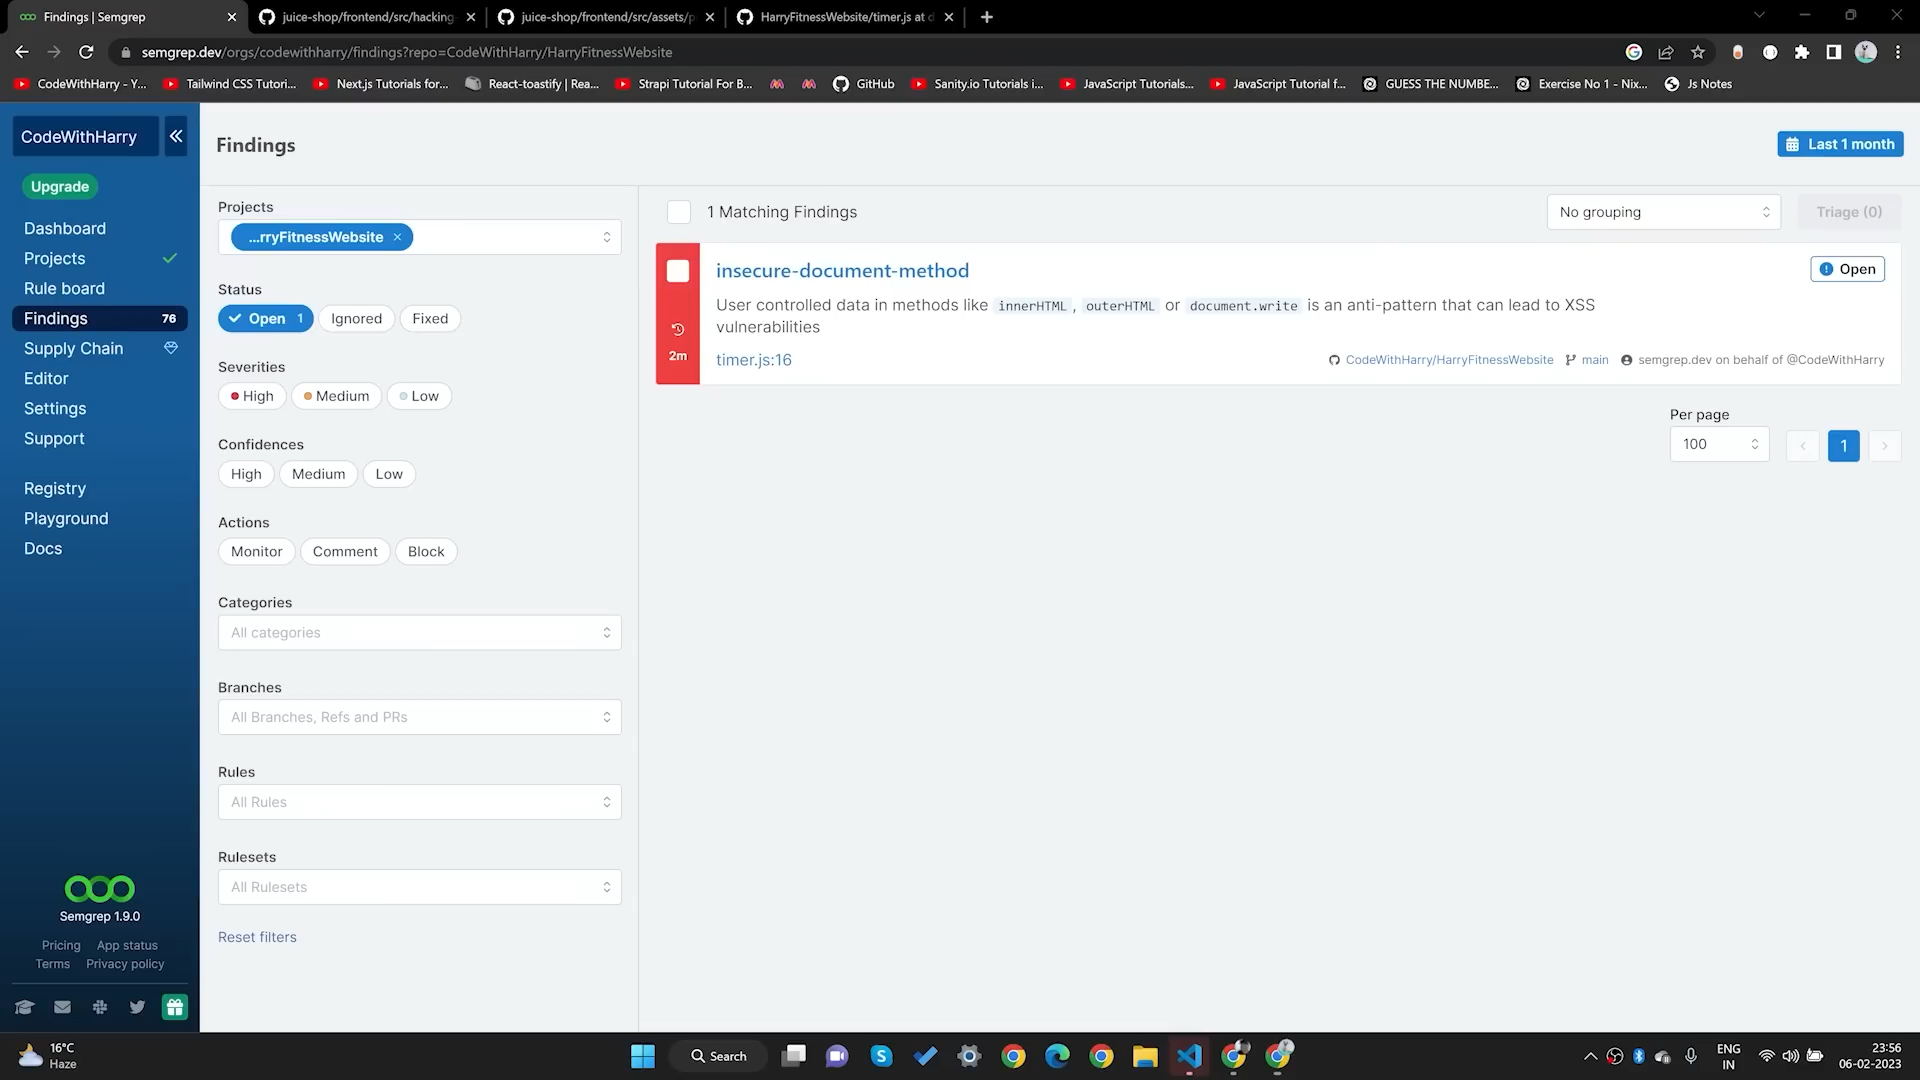 Findings | Semgrep
juice-shop/frontend/src/hacking-
juice-shop/frontend/src/assets/p
HarryFitnessWebsite/timer.js at
semgrep.dev/orgs/codewithharry/findings?repo=CodeWithHarry/HarryFitnessWebsite
CodeWithHarry - Y...
Tailwind CSS Tutori...
Next.js Tutorials for...
React-toastify | Rea...
Strapi Tutorial For B...
GitHub
Sanity.io Tutorials i...
JavaScript Tutorials...
JavaScript Tutorial f...
GUESS THE NUMBE...
Exercise No 1 - Nix...
Js Notes
CodeWithHarry
Upgrade
Dashboard
Projects
Rule board
Findings 76
Supply Chain
Editor
Settings
Support
Registry
Playground
Docs
Semgrep 1.9.0
Pricing App status
Terms Privacy policy
Findings
Last 1 month
Projects
...rryFitnessWebsite ×
Status
Open 1 Ignored Fixed
Severities
High Medium Low
Confidences
High Medium Low
Actions
Monitor Comment Block
Categories
All categories
Branches
All Branches, Refs and PRs
Rules
All Rules
Rulesets
All Rulesets
Reset filters
1 Matching Findings
No grouping
Triage (0)
2m
insecure-document-method
Open
User controlled data in methods like innerHTML , outerHTML or document.write is an anti-pattern that can lead to XSS
vulnerabilities
timer.js:16
CodeWithHarry/HarryFitnessWebsite main semgrep.dev on behalf of @CodeWithHarry
Per page
100
1
16°C
Haze
Search
ENG
IN
23:56
06-02-2023